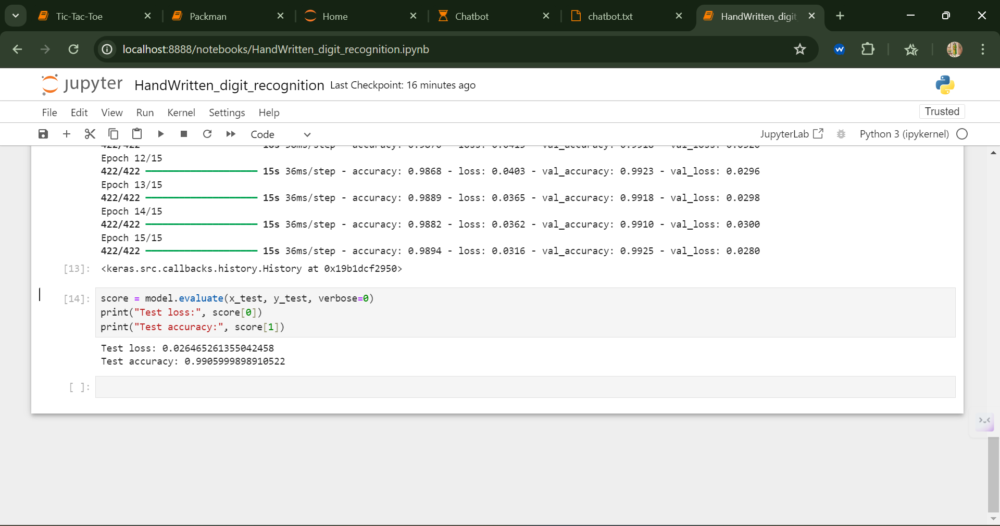 Tic-Tac-Toe
Packman
Home
Chatbot
chatbot.txt
HandWritten_digit
localhost:8888/notebooks/HandWritten_digit_recognition.ipynb
jupyter HandWritten_digit_recognition Last Checkpoint: 16 minutes ago
File Edit View Run Kernel Settings Help
Trusted
Code
JupyterLab
Python 3 (ipykernel)
Epoch 12/15
422/422 15s 36ms/step - accuracy: 0.9868 - loss: 0.0403 - val_accuracy: 0.9923 - val_loss: 0.0296
Epoch 13/15
422/422 15s 36ms/step - accuracy: 0.9889 - loss: 0.0365 - val_accuracy: 0.9918 - val_loss: 0.0298
Epoch 14/15
422/422 15s 36ms/step - accuracy: 0.9882 - loss: 0.0362 - val_accuracy: 0.9910 - val_loss: 0.0300
Epoch 15/15
422/422 15s 36ms/step - accuracy: 0.9894 - loss: 0.0316 - val_accuracy: 0.9925 - val_loss: 0.0280
[13]: <keras.src.callbacks.history.History at 0x19b1dcf2950>
[14]: score = model.evaluate(x_test, y_test, verbose=0)
print("Test loss:", score[0])
print("Test accuracy:", score[1])
Test loss: 0.026465261355042458
Test accuracy: 0.9905999898910522
[ ]: